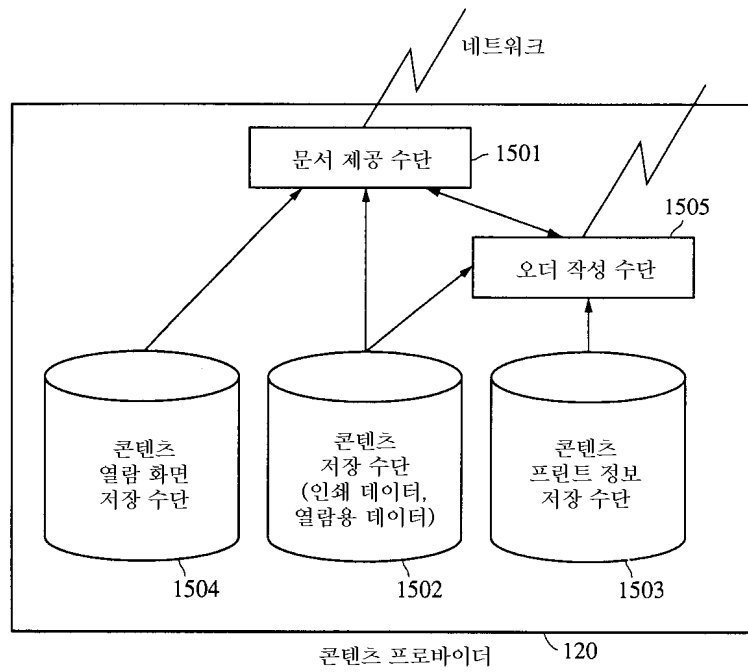 네트워크
문서 제공 수단
1501
1505
오더 작성 수단
콘텐츠
열람 화면
저장 수단
콘텐츠
저장 수단
(인쇄 데이터,
열람용 데이터)
콘텐츠
프린트 정보
저장 수단
1504
1502
1503
120
콘텐츠 프로바이더